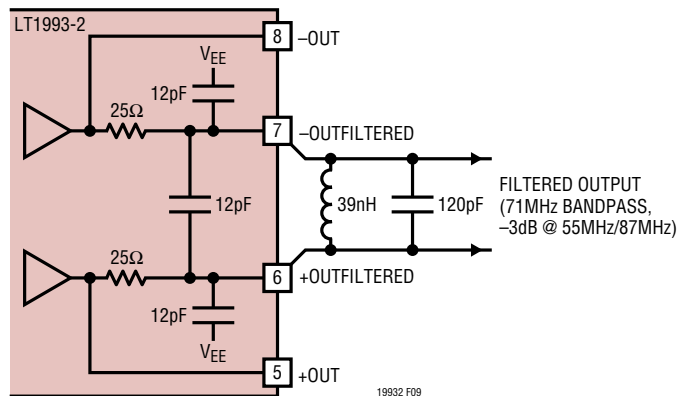 LT1993-2
8 –OUT
VEE
12pF
25Ω
7 –OUTFILTERED
12pF
39nH
120pF
FILTERED OUTPUT
(71MHz BANDPASS,
–3dB @ 55MHz/87MHz)
25Ω
6 +OUTFILTERED
12pF
VEE
5 +OUT
19932 F09